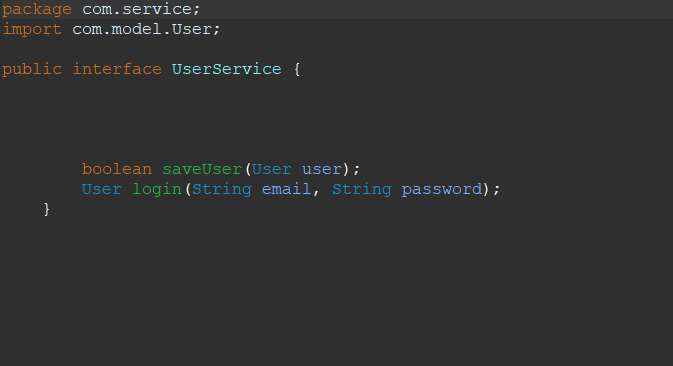 package com.service;
import com.model.User;
public interface UserService {
boolean saveUser(User user);
User login(String email, String password);
}